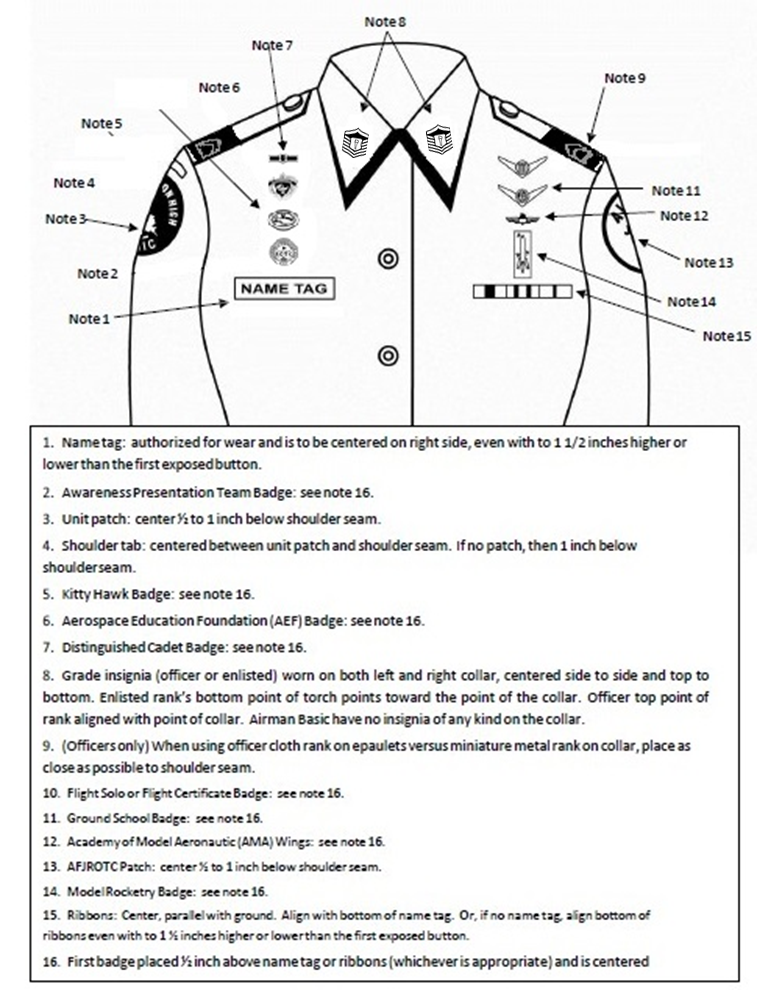 Note 8
Note 7
Note 6
Note 9
Note 5
Note 4
Note 3
Note 11
Note 12
Note 2
Note 13
Note 1
Note 14
Note 15
ON HIGH
IC
NAME TAG
1. Name tag: authorized for wear and is to be centered on right side, even with to 1 1/2 inches higher or
lower than the first exposed button.
2. Awareness Presentation Team Badge: see note 16.
3. Unit patch: center ½ to 1 inch below shoulder seam.
4. Shoulder tab: centered between unit patch and shoulder seam. If no patch, then 1 inch below
shoulder seam.
5. Kitty Hawk Badge: see note 16.
6. Aerospace Education Foundation (AEF) Badge: see note 16.
7. Distinguished Cadet Badge: see note 16.
8. Grade insignia (officer or enlisted) worn on both left and right collar, centered side to side and top to
bottom. Enlisted rank's bottom point of torch points toward the point of the collar. Officer top point of
rank aligned with point of collar. Airman Basic have no insignia of any kind on the collar.
9. (Officers only) When using officer cloth rank on epaulets versus miniature metal rank on collar, place as
close as possible to shoulder seam.
10. Flight Solo or Flight Certificate Badge: see note 16.
11. Ground School Badge: see note 16.
12. Academy of Model Aeronautic (AMA) Wings: see note 16.
13. AFJROTC Patch: center ½ to 1 inch below shoulder seam.
14. Model Rocketry Badge: see note 16.
15. Ribbons: Center, parallel with ground. Align with bottom of name tag. Or, if no name tag, align bottom of
ribbons even with to 1 ½ inches higher or lower than the first exposed button.
16. First badge placed ½ inch above name tag or ribbons (whichever is appropriate) and is centered